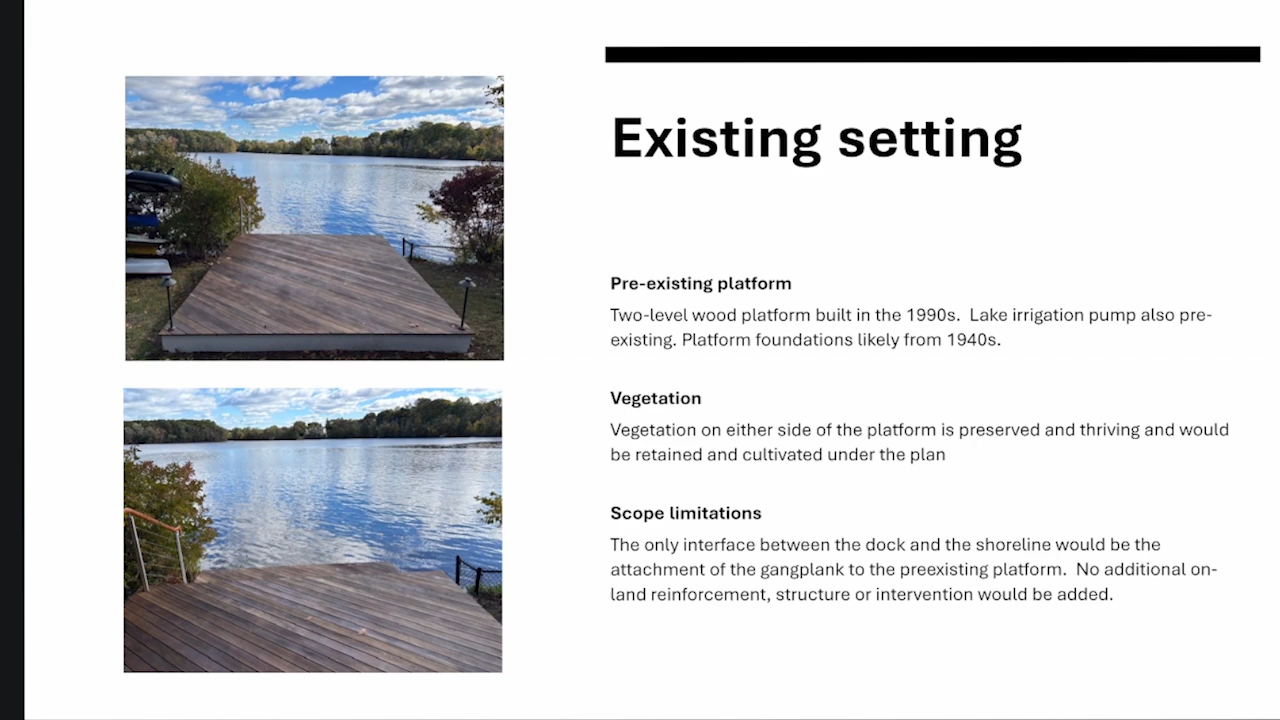 Existing setting
Pre-existing platform
Two-level wood platform built in the 1990s.  Lake irrigation pump also pre-
existing. Platform foundations likely from 1940s.
Vegetation
Vegetation on either side of the platform is preserved and thriving and would
be retained and cultivated under the plan
Scope limitations
The only interface between the dock and the shoreline would be the
attachment of the gangplank to the preexisting platform.  No additional on-
land reinforcement, structure or intervention would be added.